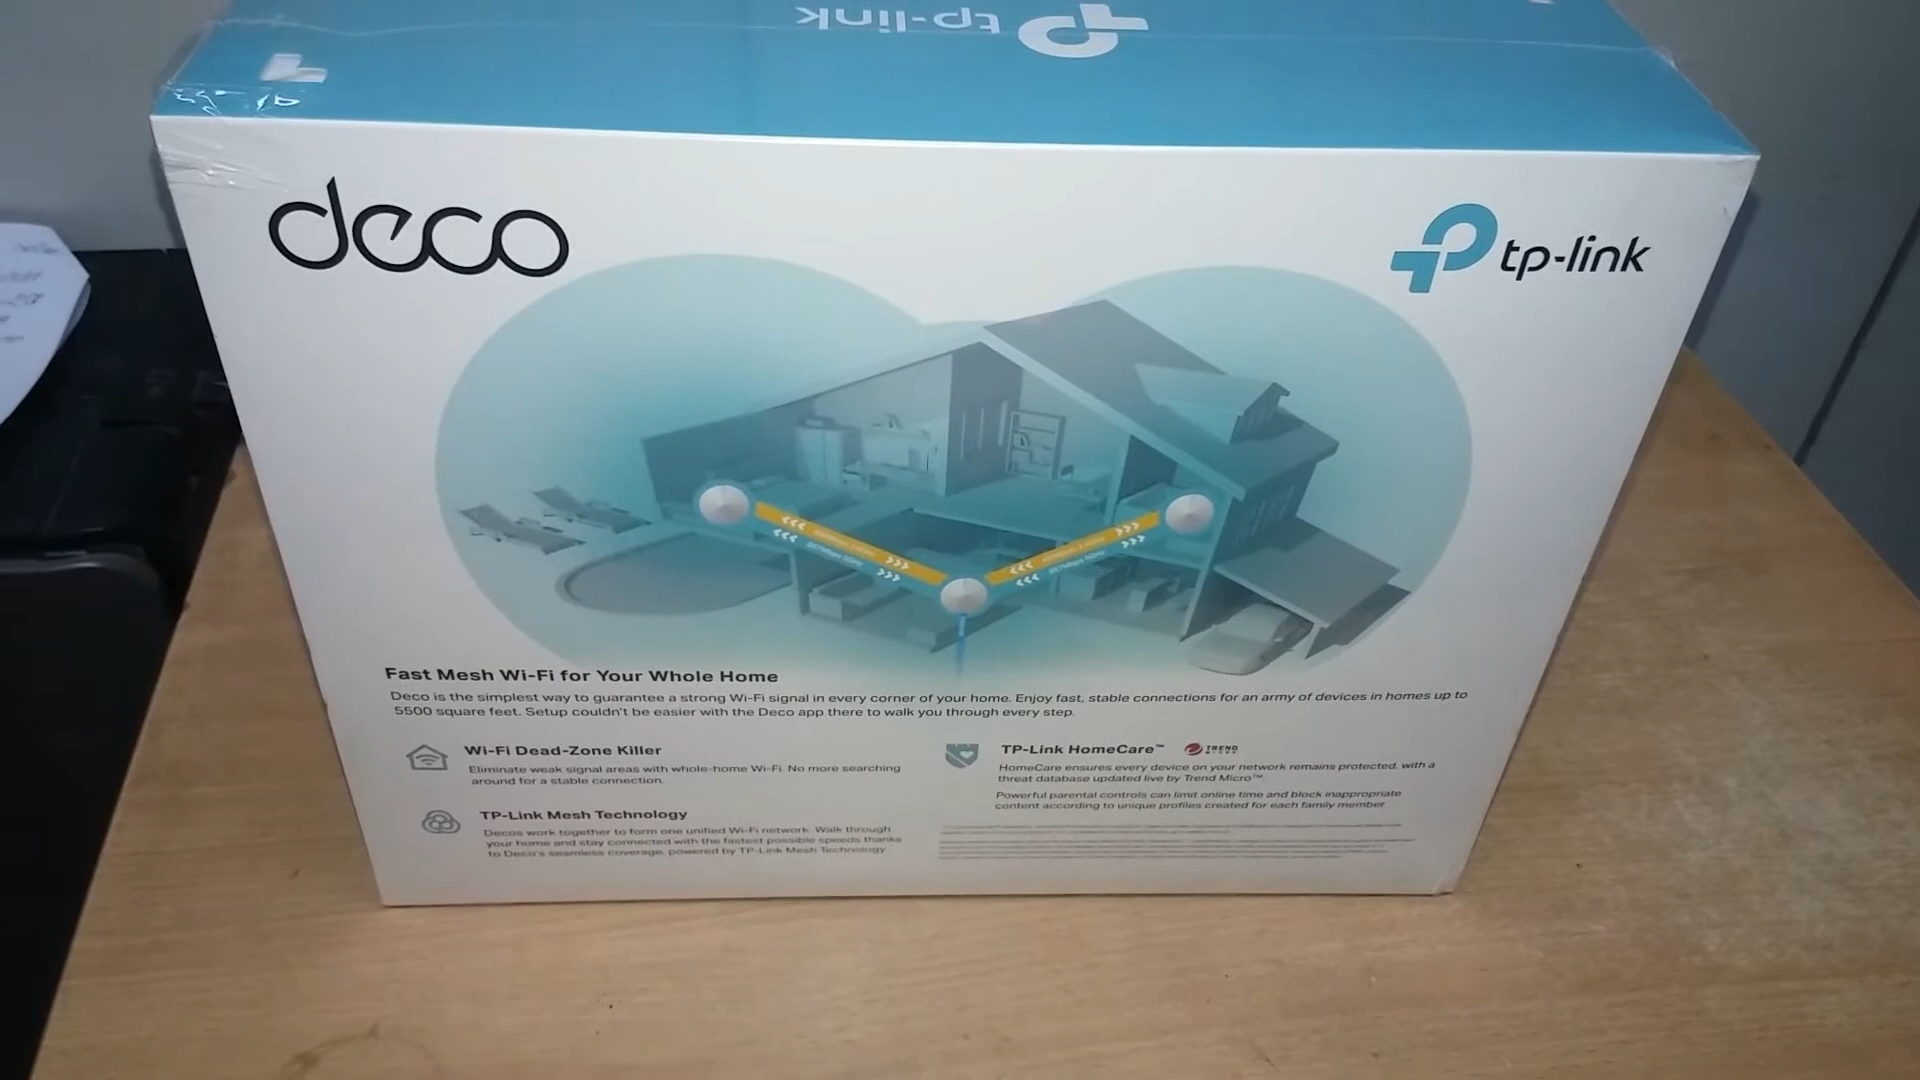 tp-link
deco
tp-link
867Mbps 5GHz
867Mbps 5GHz
Fast Mesh Wi-Fi for Your Whole Home
Deco is the simplest way to guarantee a strong Wi-Fi signal in every corner of your home. Enjoy fast, stable connections for an army of devices in homes up to
5500 square feet. Setup couldn't be easier with the Deco app there to walk you through every step.
Wi-Fi Dead-Zone Killer
Eliminate weak signal areas with whole-home Wi-Fi. No more searching
around for a stable connection.
TP-Link Mesh Technology
Decos work together to form one unified Wi-Fi network. Walk through
your home and stay connected with the fastest possible speeds thanks
to Deco's seamless coverage, powered by TP-Link Mesh Technology
TP-Link HomeCare™
TREND
MICRO
HomeCare ensures every device on your network remains protected, with a
threat database updated live by Trend Micro™
Powerful parental controls can limit online time and block inappropriate
content according to unique profiles created for each family member